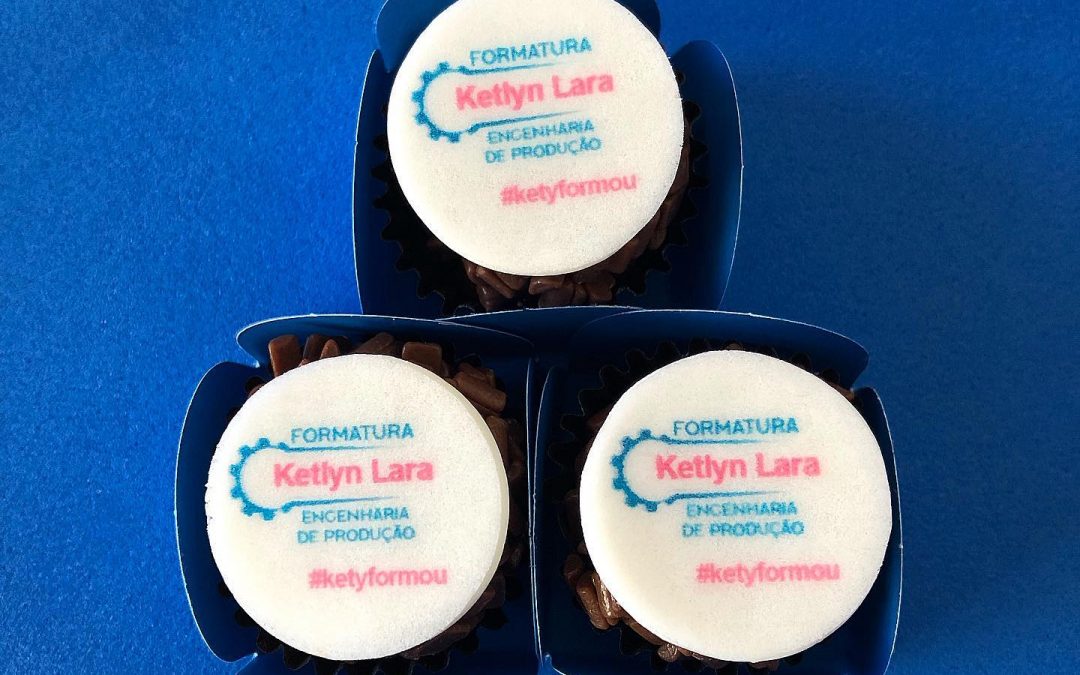 FORMATURA
Ketlyn Lara
ENGENHARIA
DE PRODUÇÃO
#ketyformou
FORMATURA
Ketlyn Lara
ENGENHARIA
DE PRODUÇÃO
#ketyformou
FORMATURA
Ketlyn Lara
ENGENHARIA
DE PRODUÇÃO
#ketyformou